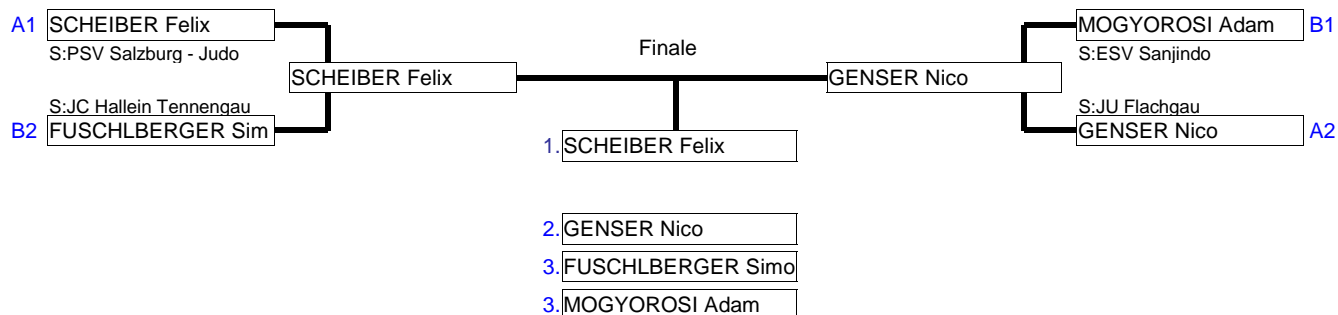 A1 SCHEIBER Felix
S:PSV Salzburg - Judo
SCHEIBER Felix
S:JC Hallein Tennengau
B2 FUSCHLBERGER Sim
Finale
MOGYOROSI Adam B1
S:ESV Sanjindo
GENSER Nico
S:JU Flachgau
GENSER Nico A2
1. SCHEIBER Felix
2. GENSER Nico
3. FUSCHLBERGER Simo
3. MOGYOROSI Adam